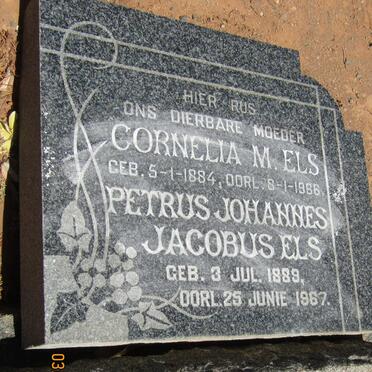 HIER RUS
ONS DIERBARE MOEDER
CORNELIA M. ELS
GEB. 5-1-1884, OORL. 8-1-1966
PETRUS JOHANNES
JACOBUS ELS
GEB. 3 JUL. 1889,
OORL. 25 JUNIE 1967.
03